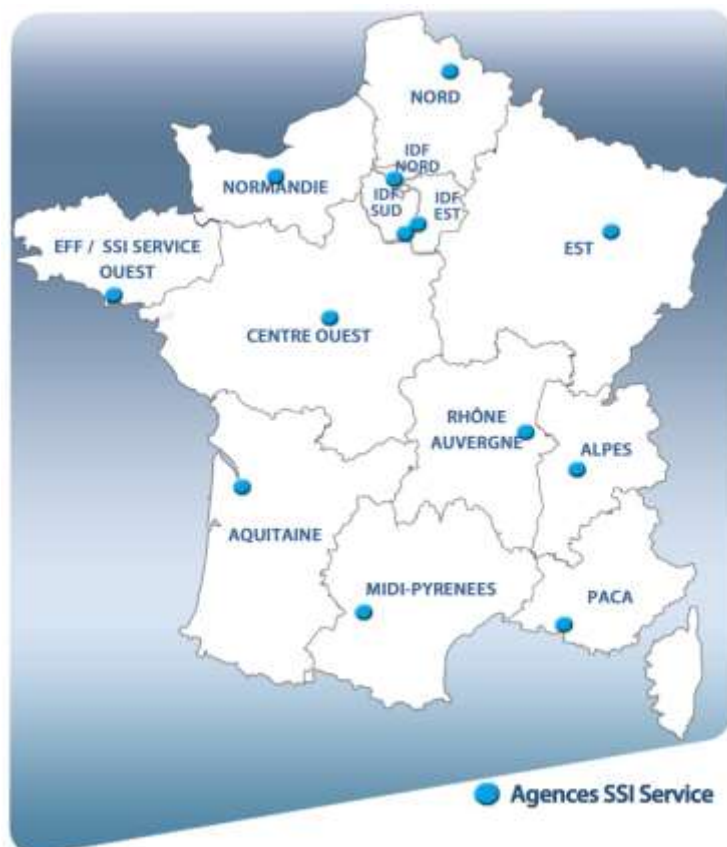 NORD
IDF
NORD
NORMANDIE
IDF
SUD
IDF
EST
EFF / SSI SERVICE
OUEST
EST
CENTRE OUEST
RHÔNE
AUVERGNE
ALPES
AQUITAINE
MIDI-PYRENEES
PACA
Agences SSI Service